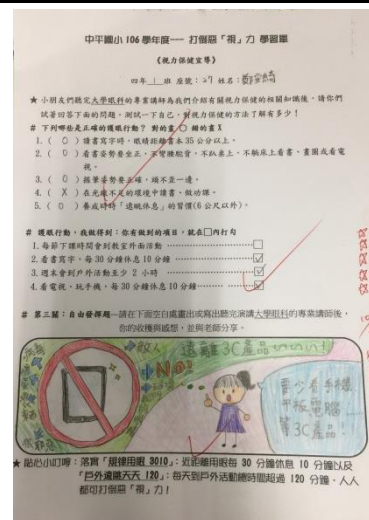 中平國小 106 學年度--- 打倒惡「視」力 學習單
《視力保健宣導》
四年 1 班 座號：27 姓名：鄭
★ 小朋友們聽完大學眼科的專業講師為我們介紹有關視力保健的相關知識後，請你們
試著回答下面的問題，測試一下自己，對視力保健的方法了解有多少！
# 下列哪些是正確的護眼行動？ 對的畫 O 錯的畫 X
1. ( O ) 讀書寫字時，眼睛距離書本 35 公分以上。
2. ( O ) 看書姿勢要坐正，不彎腰駝背，不趴桌上、不躺床上看書、畫圖或看電
視。
3. ( O ) 握筆姿勢要正確，頭不歪一邊。
4. ( X ) 在光線不足的環境中讀書、做功課。
5. ( O ) 養成時時「遠眺休息」的習慣(6 公尺以外)。
# 護眼行動，我做得到：你有做到的項目，就在□內打勾
1. 每節下課時間會到教室外面活動 ……………□
2. 看書寫字，每 30 分鐘休息 10 分鐘 ……………☑
3. 週末會到戶外活動至少 2 小時 ……………☑
4. 看電視、玩手機，每 30 分鐘休息 10 分鐘 ……………☑
# 第三關：自由發揮題—請在下面空白處畫出或寫出聽完演講大學眼科的專業講師後，
你的收穫與感想，並與老師分享。
敵人
遠離3C產品
NO!
要少看手機
平板電腦
等3C產品!
★ 貼心小叮嚀：落實「規律用眼 3010」：近距離用眼每 30 分鐘休息 10 分鐘以及
「戶外遠眺天天 120」：每天到戶外活動總時間超過 120 分鐘，人人
都可打倒惡「視」力！